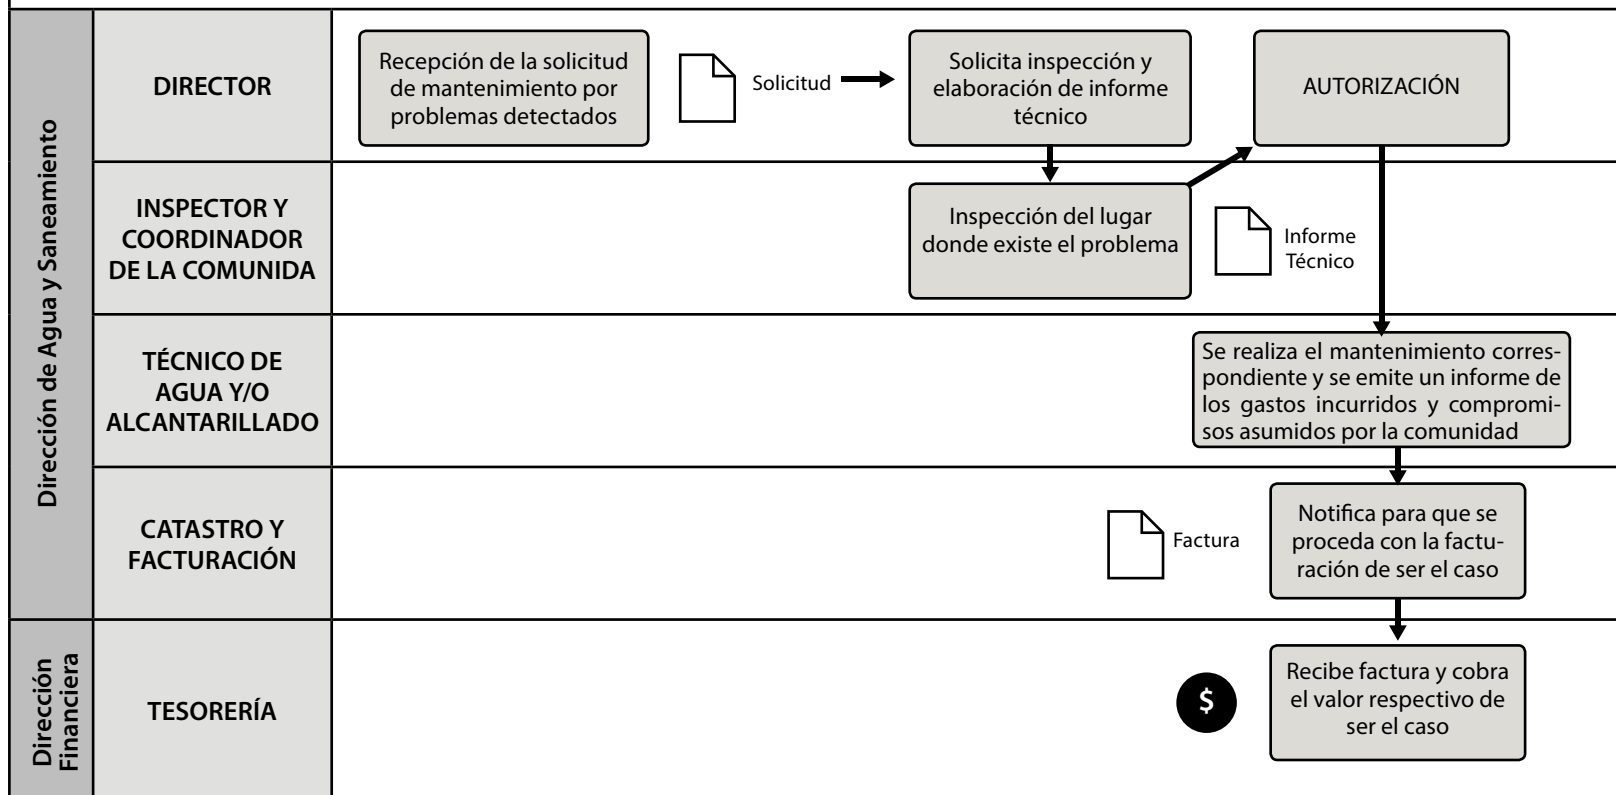 Dirección de Agua y Saneamiento
DIRECTOR
Recepción de la solicitud
de mantenimiento por
problemas detectados
Solicitud
Solicita inspección y
elaboración de informe
técnico
AUTORIZACIÓN
INSPECTOR Y
COORDINADOR
DE LA COMUNIDA
Inspección del lugar
donde existe el problema
Informe
Técnico
TÉCNICO DE
AGUA Y/O
ALCANTARILLADO
Se realiza el mantenimiento corres-
pondiente y se emite un informe de
los gastos incurridos y compromi-
sos asumidos por la comunidad
CATASTRO Y
FACTURACIÓN
Factura
Notifica para que se
proceda con la factu-
ración de ser el caso
Dirección
Financiera
TESORERÍA
$
Recibe factura y cobra
el valor respectivo de
ser el caso